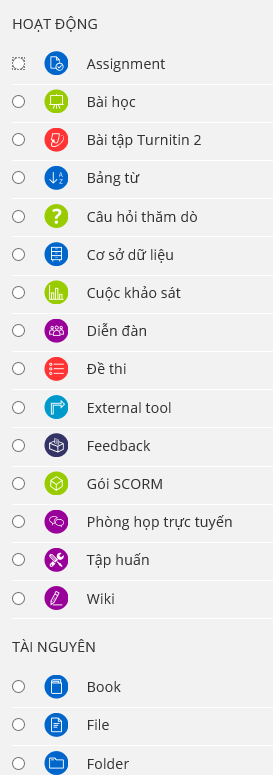 HOẠT ĐỘNG
Assignment
Bài học
Bài tập Turnitin 2
Bảng từ
Câu hỏi thăm dò
Cơ sở dữ liệu
Cuộc khảo sát
Diễn đàn
Đề thi
External tool
Feedback
Gói SCORM
Phòng họp trực tuyến
Tập huấn
Wiki
TÀI NGUYÊN
Book
File
Folder